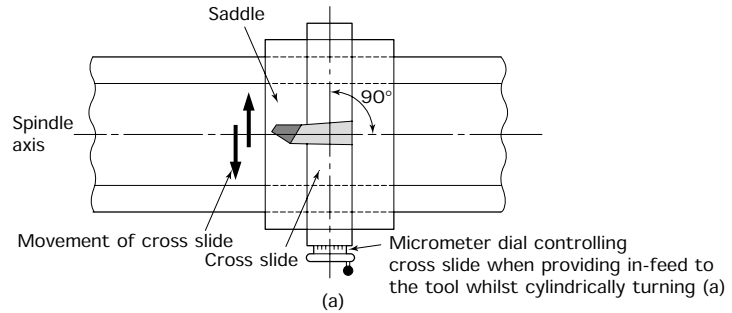 Saddle
90°
Spindle
axis
Movement of cross slide
Cross slide
Micrometer dial controlling
cross slide when providing in-feed to
the tool whilst cylindrically turning (a)
(a)